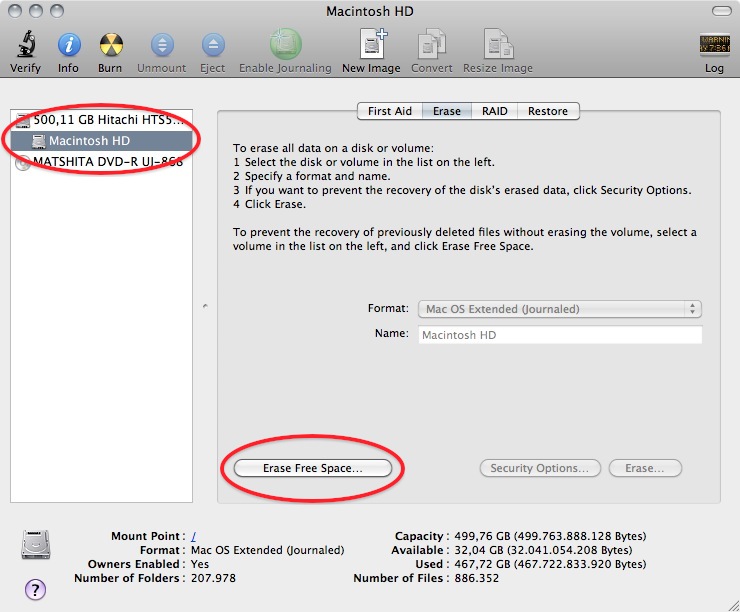 Macintosh HD
Verify Info Burn Unmount Eject Enable Journaling New Image Convert Resize Image Log
First Aid Erase RAID Restore
500,11 GB Hitachi HTS5...
Macintosh HD
MATSHITA DVD-R UJ-868
To erase all data on a disk or volume:
1 Select the disk or volume in the list on the left.
2 Specify a format and name.
3 If you want to prevent the recovery of the disk's erased data, click Security Options.
4 Click Erase.
To prevent the recovery of previously deleted files without erasing the volume, select a
volume in the list on the left, and click Erase Free Space.
Format: Mac OS Extended (Journaled)
Name: Macintosh HD
Erase Free Space... Security Options... Erase...
Mount Point : /
Format : Mac OS Extended (Journaled)
Owners Enabled : Yes
Number of Folders : 207.978
Capacity : 499,76 GB (499.763.888.128 Bytes)
Available : 32,04 GB (32.041.054.208 Bytes)
Used : 467,72 GB (467.722.833.920 Bytes)
Number of Files : 886.352
?